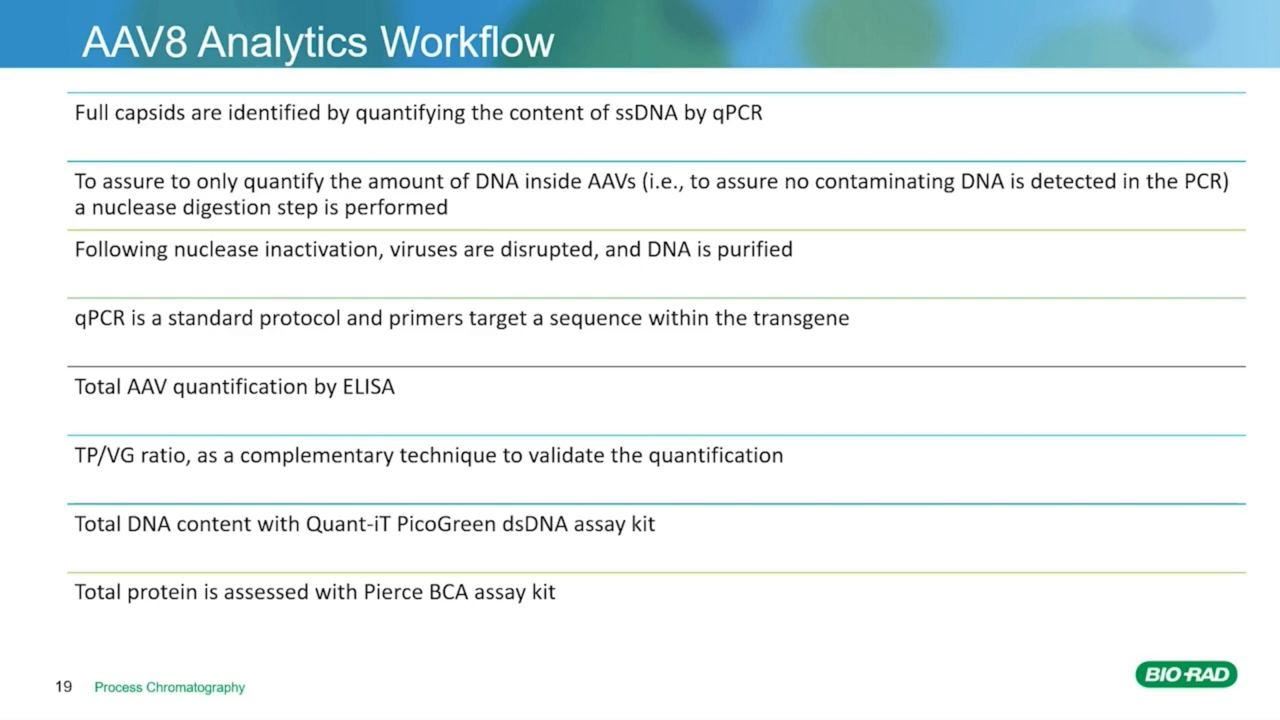 AAV8 Analytics Workflow
Full capsids are identified by quantifying the content of ssDNA by qPCR
To assure to only quantify the amount of DNA inside AAVs (i.e., to assure no contaminating DNA is detected in the PCR)
a nuclease digestion step is performed
Following nuclease inactivation, viruses are disrupted, and DNA is purified
qPCR is a standard protocol and primers target a sequence within the transgene
Total AAV quantification by ELISA
TP/VG ratio, as a complementary technique to validate the quantification
Total DNA content with Quant-iT PicoGreen dsDNA assay kit
Total protein is assessed with Pierce BCA assay kit
19 Process Chromatography
BIO-RAD